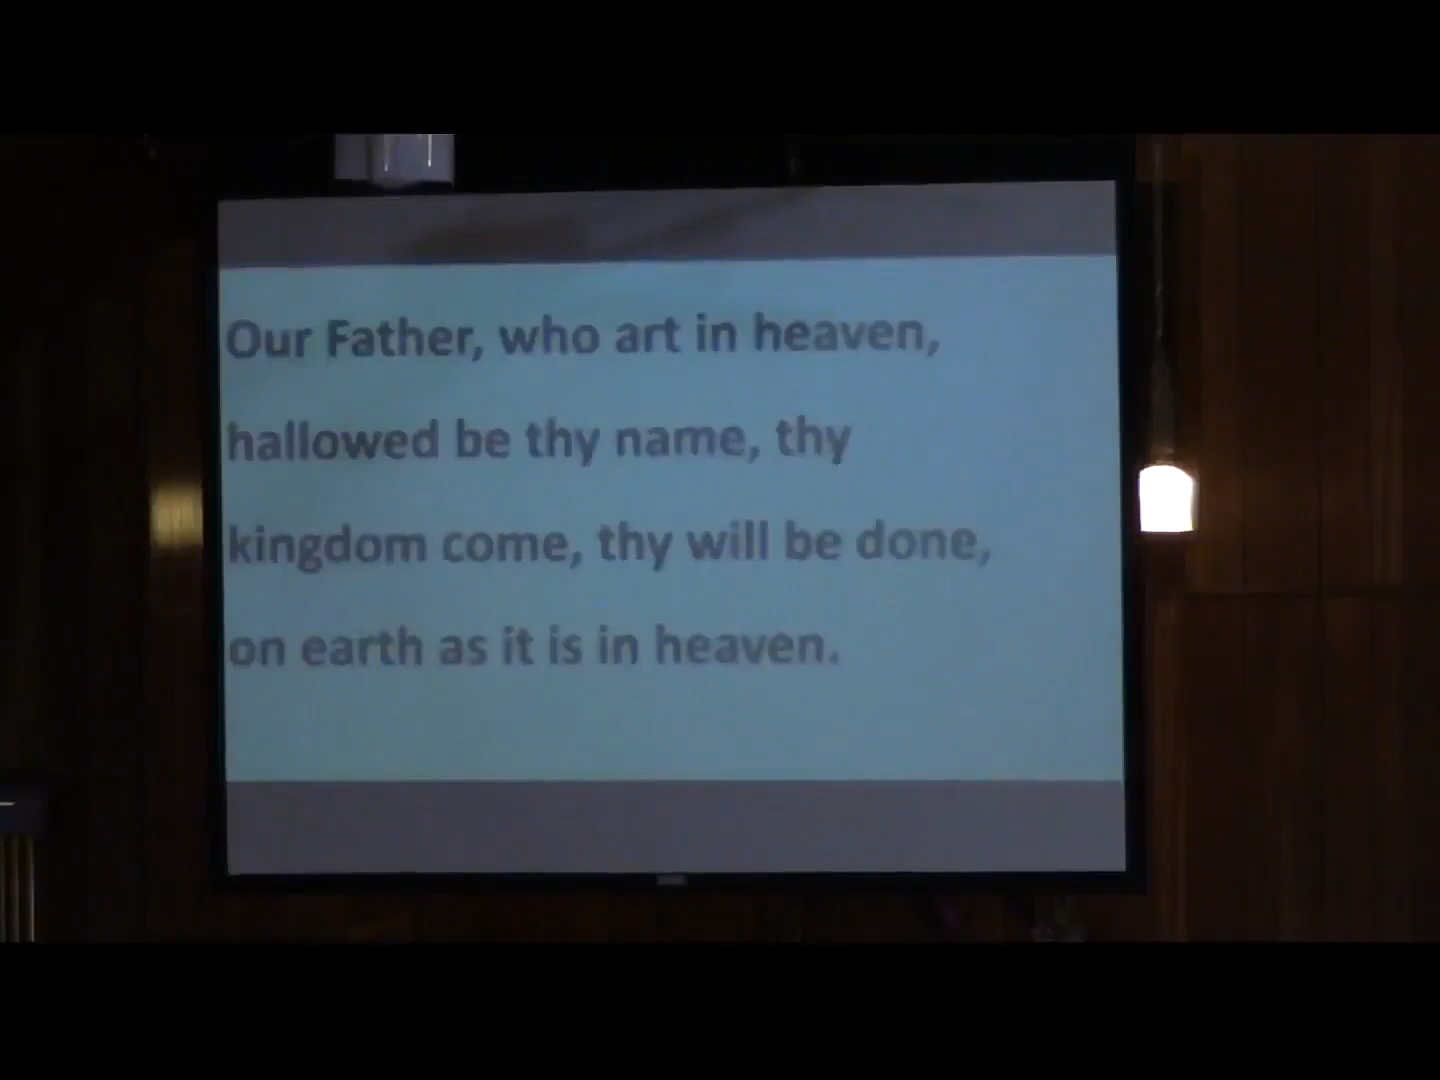 Our Father, who art in heaven,
hallowed be thy name, thy
kingdom come, thy will be done,
on earth as it is in heaven.